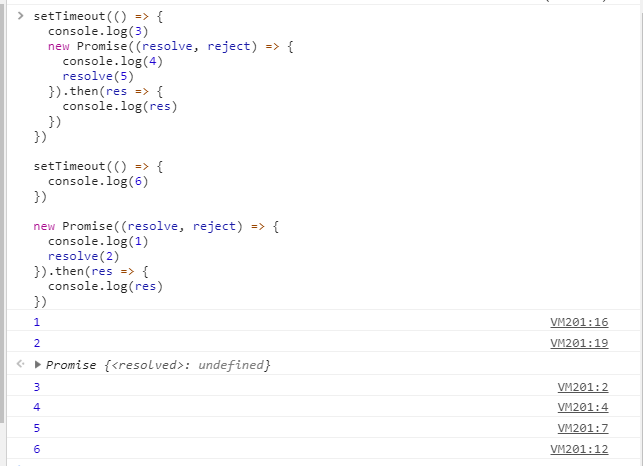 setTimeout(() => {
  console.log(3)
  new Promise((resolve, reject) => {
    console.log(4)
    resolve(5)
  }).then(res => {
    console.log(res)
  })
})

setTimeout(() => {
  console.log(6)
})

new Promise((resolve, reject) => {
  console.log(1)
  resolve(2)
}).then(res => {
  console.log(res)
})
1 VM201:16
2 VM201:19
Promise {<resolved>: undefined}
3 VM201:2
4 VM201:4
5 VM201:7
6 VM201:12